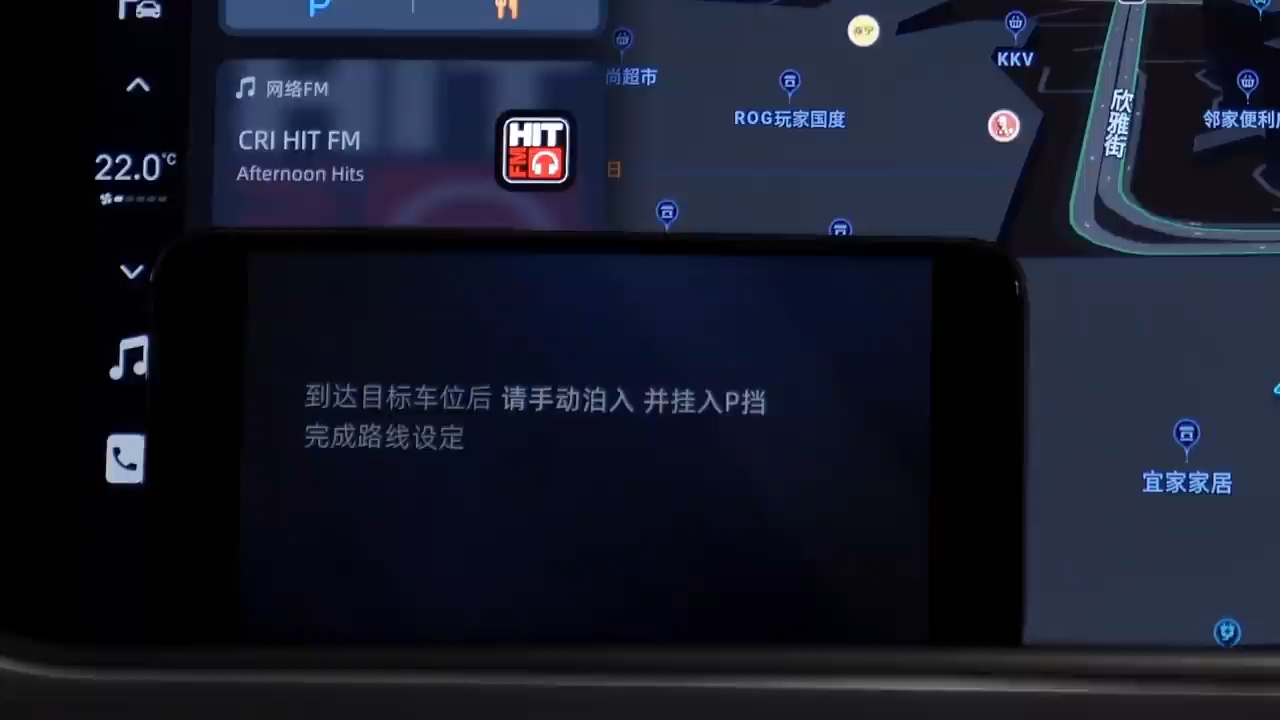 P
网络FM
CRI HIT FM
Afternoon Hits
HIT
FM
22.0°C
尚超市
ROG玩家国度
KKV
欣雅街
邻家便利
宜家家居
到达目标车位后 请手动泊入 并挂入P挡
完成路线设定